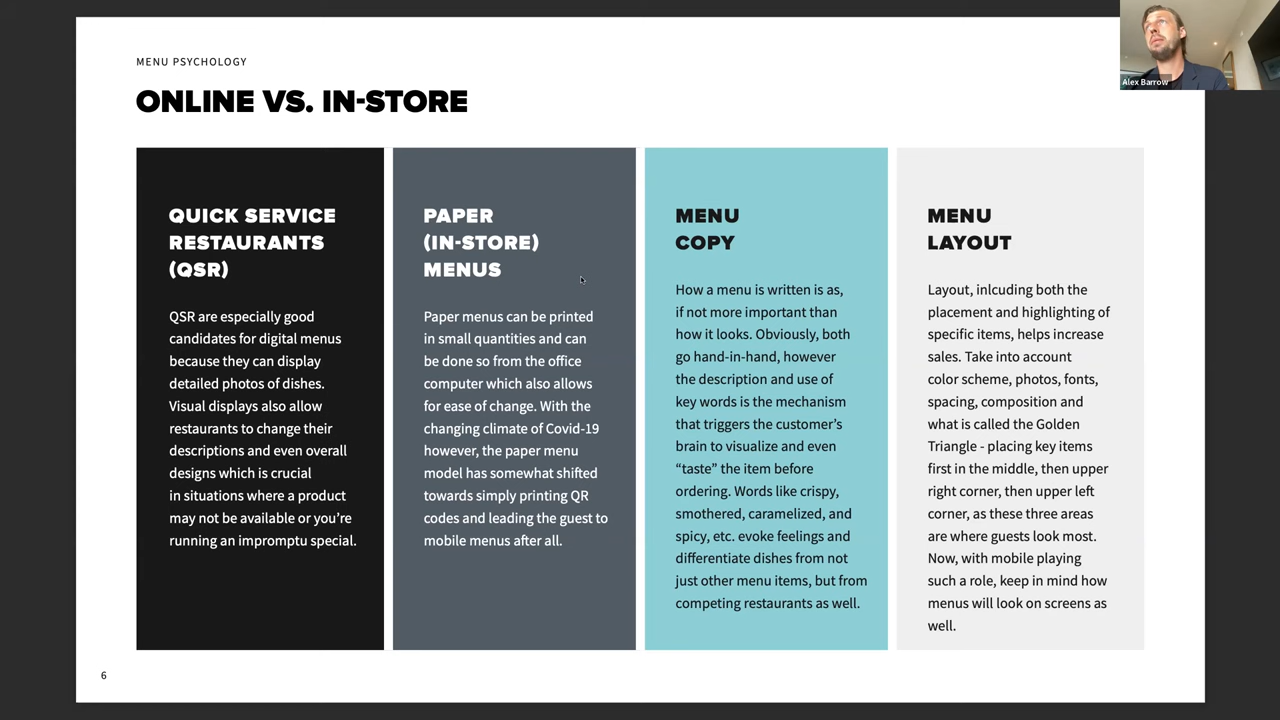 MENU PSYCHOLOGY
ONLINE VS. IN-STORE
QUICK SERVICE
RESTAURANTS
(QSR)
QSR are especially good
candidates for digital menus
because they can display
detailed photos of dishes.
Visual displays also allow
restaurants to change their
descriptions and even overall
designs which is crucial
in situations where a product
may not be available or you’re
running an impromptu special.
PAPER
(IN-STORE)
MENUS
Paper menus can be printed
in small quantities and can
be done so from the office
computer which also allows
for ease of change. With the
changing climate of Covid-19
however, the paper menu
model has somewhat shifted
towards simply printing QR
codes and leading the guest to
mobile menus after all.
MENU
COPY
How a menu is written is as,
if not more important than
how it looks. Obviously, both
go hand-in-hand, however
the description and use of
key words is the mechanism
that triggers the customer’s
brain to visualize and even
“taste” the item before
ordering. Words like crispy,
smothered, caramelized, and
spicy, etc. evoke feelings and
differentiate dishes from not
just other menu items, but from
competing restaurants as well.
MENU
LAYOUT
Layout, inlcuding both the
placement and highlighting of
specific items, helps increase
sales. Take into account
color scheme, photos, fonts,
spacing, composition and
what is called the Golden
Triangle - placing key items
first in the middle, then upper
right corner, then upper left
corner, as these three areas
are where guests look most.
Now, with mobile playing
such a role, keep in mind how
menus will look on screens as
well.
6
Alex Barrow